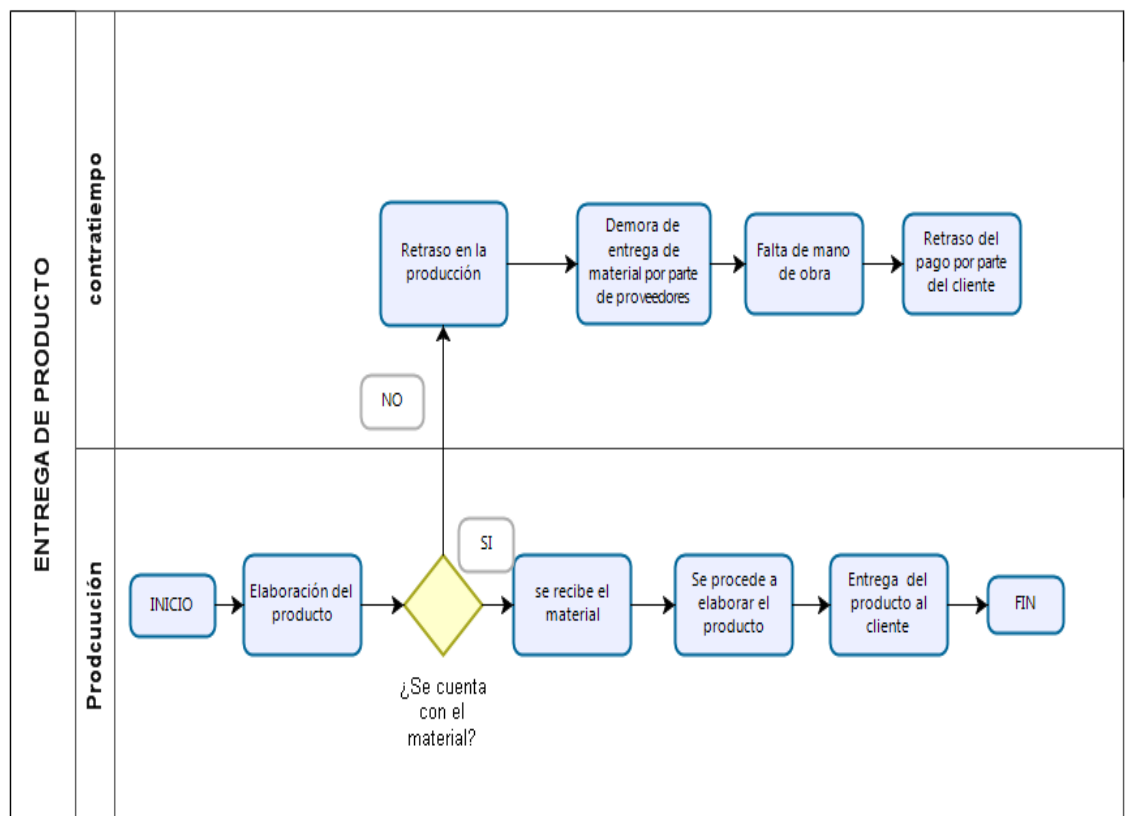 ENTREGA DE PRODUCTO
contratiempo
Retraso en la
producción
Demora de
entrega de
material por parte
de proveedores
Falta de mano
de obra
Retraso del
pago por parte
del cliente
NO
Prodcuución
SI
INICIO
Elaboración del
producto
¿Se cuenta
con el
material?
se recibe el
material
Se procede a
elaborar el
producto
Entrega del
producto al
cliente
FIN